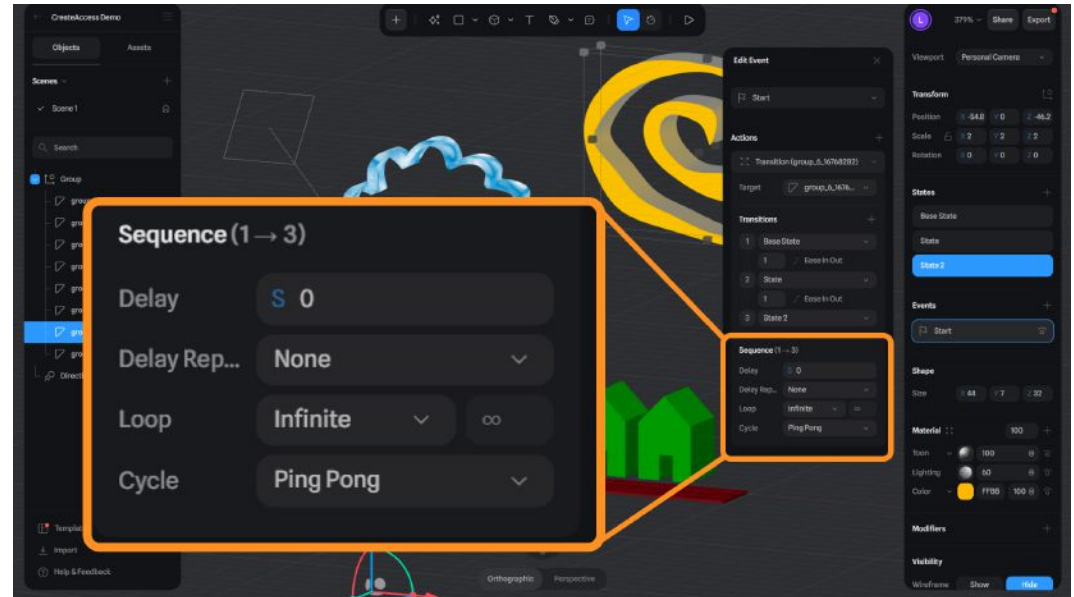 CreateAccess Demo
Objects Assets
Scenes
Scene 1
Search
Group
Templat
Import
Help & Feedback
Sequence (1 → 3)
Delay S 0
Delay Rep... None
Loop Infinite ∞
Cycle Ping Pong
T
Orthographic Perspective
Edit Event
Start
Actions
Transition (group_6_16768282)
Target group_6_1676...
Transitions
1 Base State
1 Ease In Out
2 State
1 Ease In Out
3 State 2
Sequence (1 → 3)
Delay S 0
Delay Rep... None
Loop Infinite ∞
Cycle Ping Pong
L 379% Share Export
Viewport Personal Camera
Transform
Position X -54.8 Y 0 Z -46.2
Scale X 2 Y 2 Z 2
Rotation X 0 Y 0 Z 0
States
Base State
State
State 2
Events
Start
Shape
Size X 44 Y 7 Z 32
Material 100
Toon 100
Lighting 60
Color FFBB 100
Modifiers
Visibility
Wireframe Show Hide